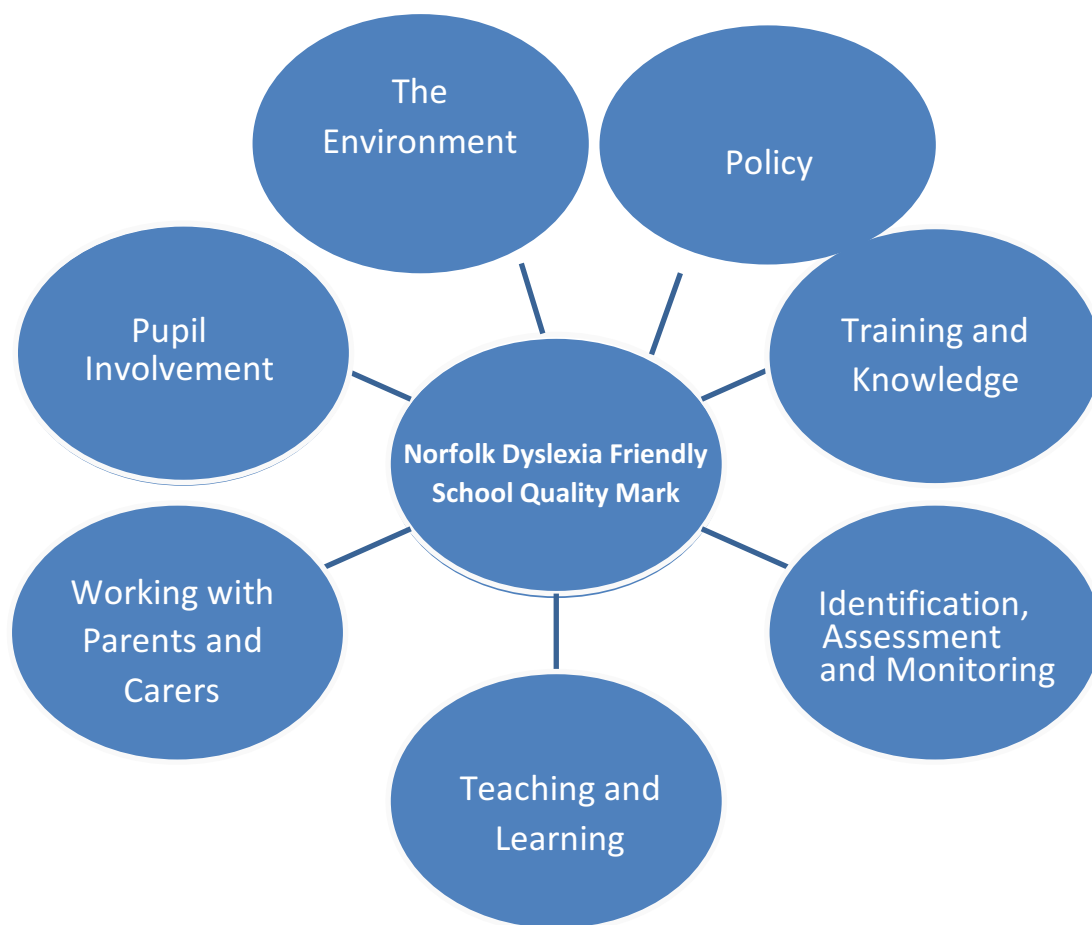 The
Environment
Policy
Pupil
Involvement
Training and
Knowledge
Norfolk Dyslexia Friendly
School Quality Mark
Working with
Parents and
Carers
Identification,
Assessment
and Monitoring
Teaching and
Learning